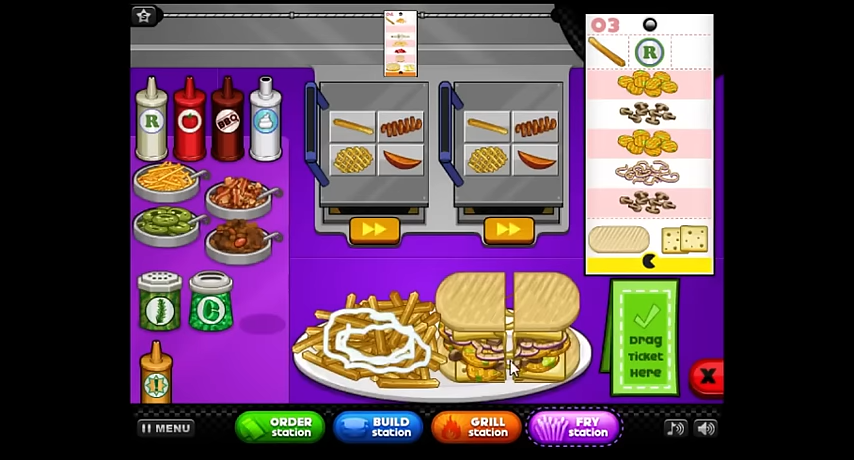 03
R
R
BBQ
C
!
Drag
Ticket
Here
X
MENU
ORDER
station
BUILD
station
GRILL
station
FRY
station